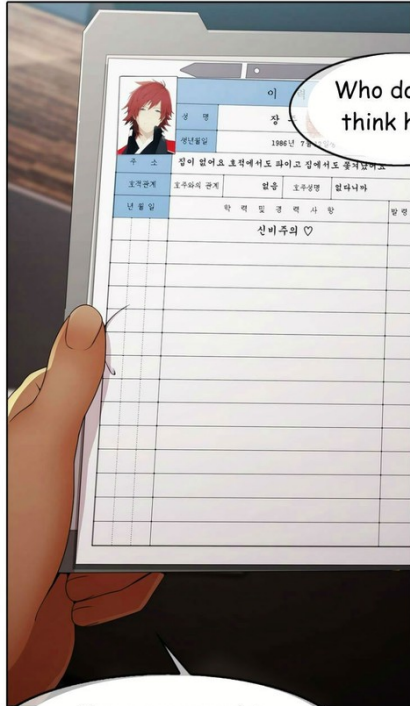 이
Who do
think h
성 명 장
생년월일 1986년 7월
주 소 집이 없어요 호적에서도 파이고 집에서도 쫓겨났어요
호적관계 호주와의 관계 없음 호주성명 없다니까
년 월 일 학 력 및 경 력 사 항 발 령
신비주의 ♡